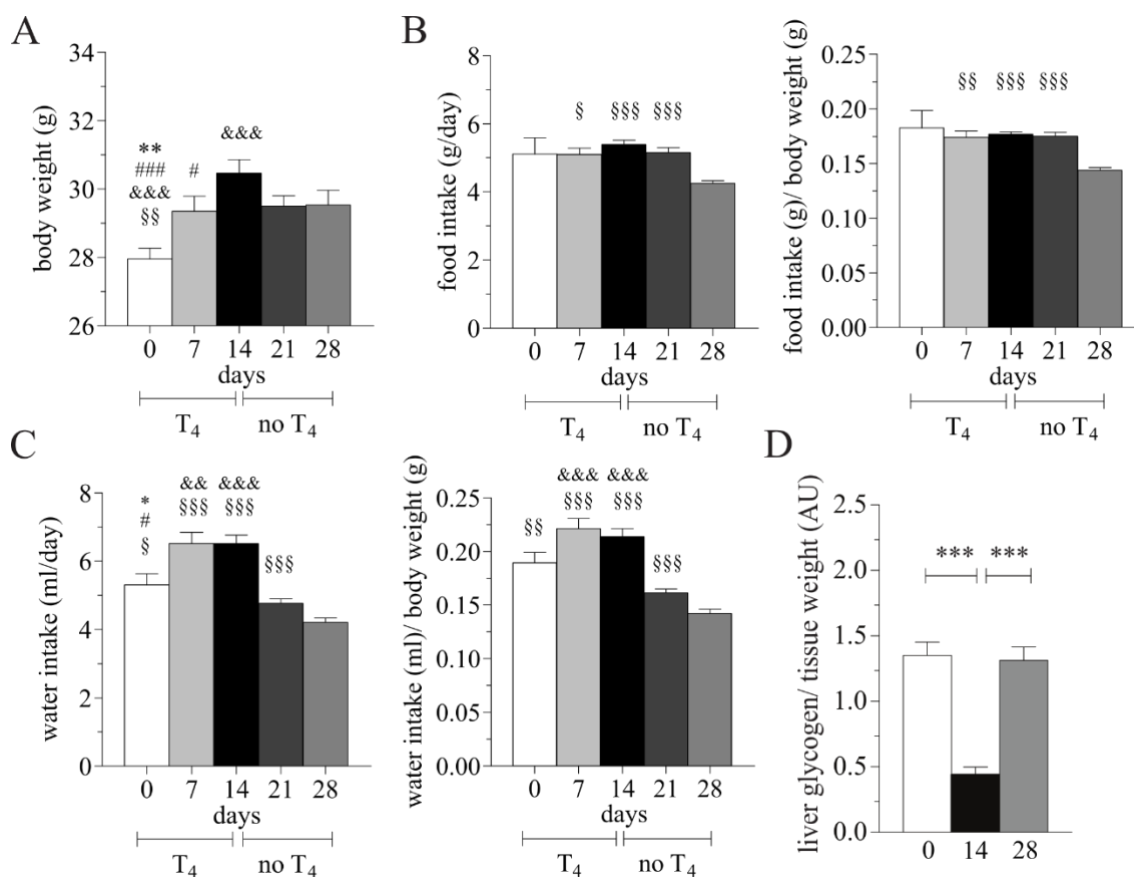 A
body weight (g)
34
32
30
28
26
**
###
&&&
§§
#
&&&
0 7 14 21 28
days
T4 no T4
B
food intake (g/day)
8
6
4
2
0
§ §§§ §§§
0 7 14 21 28
days
T4 no T4
food intake (g)/ body weight (g)
0.25
0.20
0.15
0.10
0.05
0.00
§§ §§§ §§§
0 7 14 21 28
days
T4 no T4
C
water intake (ml/day)
8
6
4
2
0
*
#
§
&&
§§§
&&&
§§§
§§§
0 7 14 21 28
days
T4 no T4
water intake (ml)/ body weight (g)
0.25
0.20
0.15
0.10
0.05
0.00
§§
&&&
§§§
&&&
§§§
§§§
0 7 14 21 28
days
T4 no T4
D
liver glycogen/ tissue weight (AU)
2.5
2.0
1.5
1.0
0.5
0.0
*** ***
0 14 28